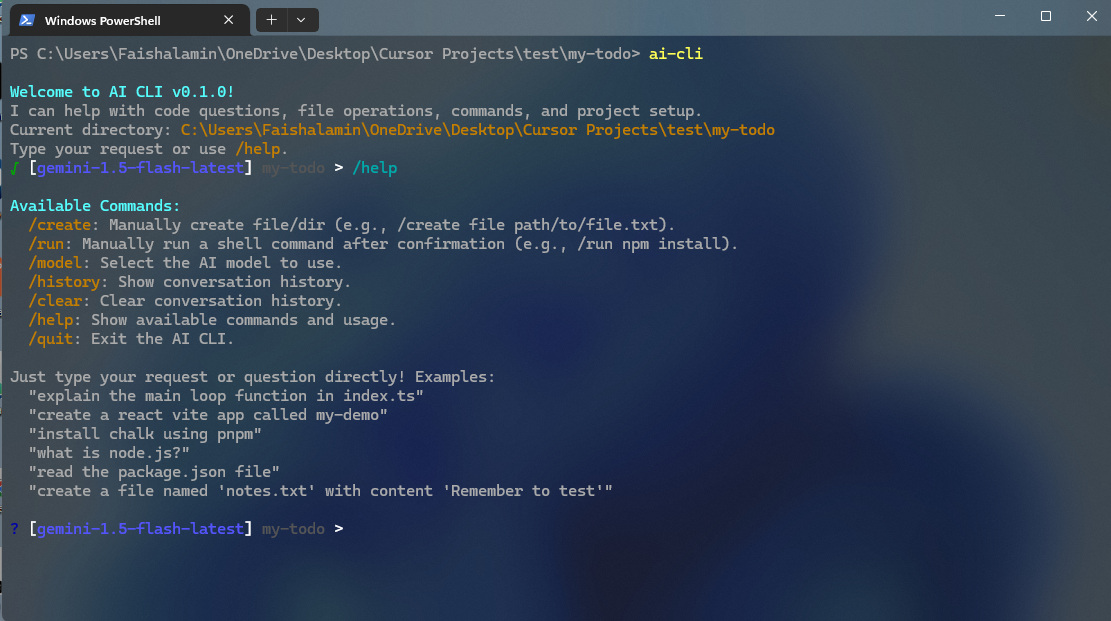 Windows PowerShell
PS C:\Users\Faishalamin\OneDrive\Desktop\Cursor Projects\test\my-todo> ai-cli
Welcome to AI CLI v0.1.0!
I can help with code questions, file operations, commands, and project setup.
Current directory: C:\Users\Faishalamin\OneDrive\Desktop\Cursor Projects\test\my-todo
Type your request or use /help.
√ [gemini-1.5-flash-latest] my-todo > /help
Available Commands:
/create: Manually create file/dir (e.g., /create file path/to/file.txt).
/run: Manually run a shell command after confirmation (e.g., /run npm install).
/model: Select the AI model to use.
/history: Show conversation history.
/clear: Clear conversation history.
/help: Show available commands and usage.
/quit: Exit the AI CLI.
Just type your request or question directly! Examples:
"explain the main loop function in index.ts"
"create a react vite app called my-demo"
"install chalk using pnpm"
"what is node.js?"
"read the package.json file"
"create a file named 'notes.txt' with content 'Remember to test'"
? [gemini-1.5-flash-latest] my-todo >